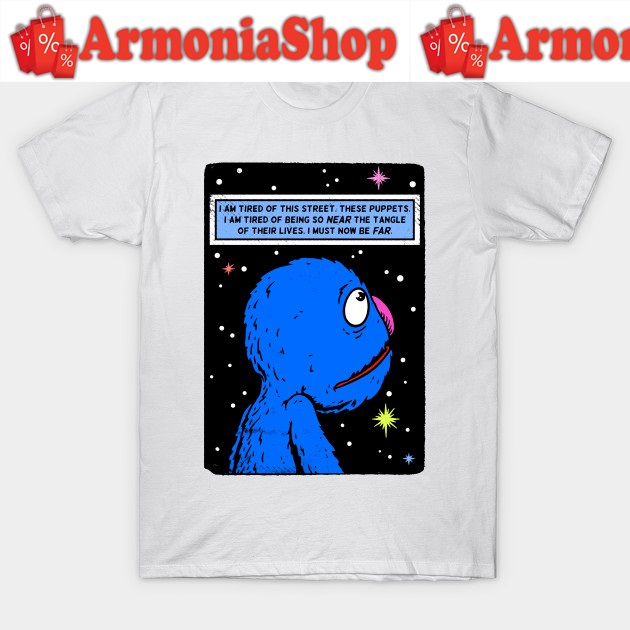 ArmoniaShop Armon
I AM TIRED OF THIS STREET. THESE PUPPETS.
I AM TIRED OF BEING SO NEAR THE TANGLE
OF THEIR LIVES. I MUST NOW BE FAR.
%
%
%
%
%
%